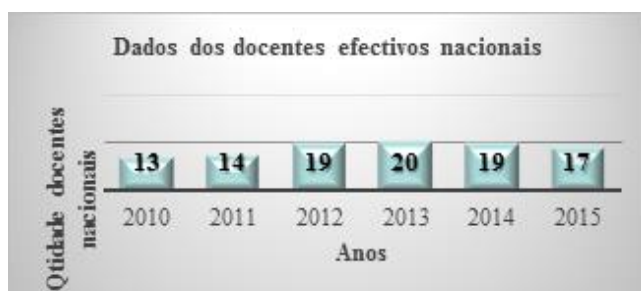 Dados dos docentes efectivos nacionais
Qtidade docentes
nacionais
13 14 19 20 19 17
2010 2011 2012 2013 2014 2015
Anos